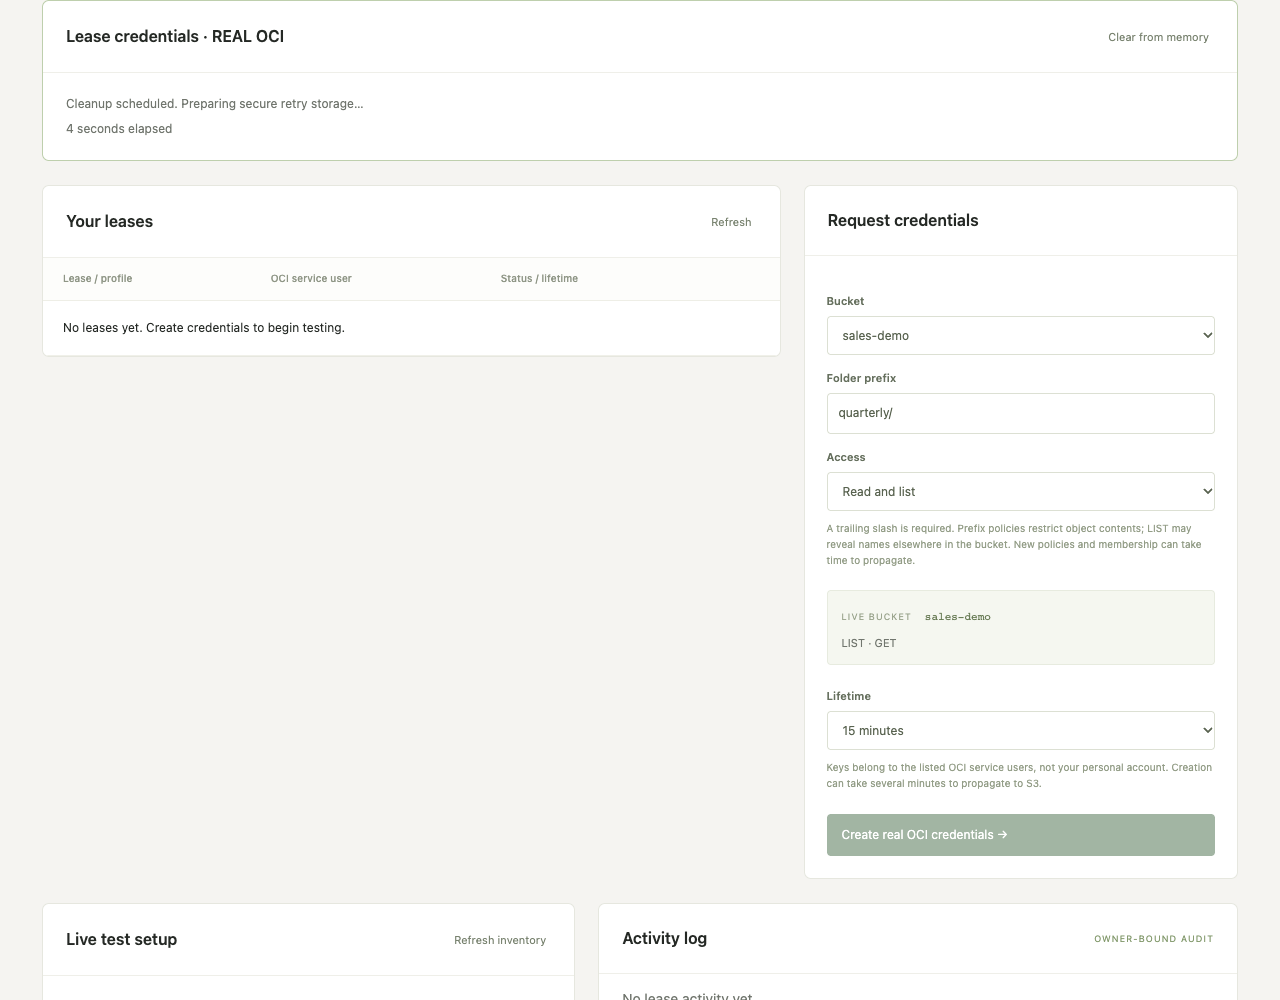 Lease credentials · REAL OCI
Clear from memory
Cleanup scheduled. Preparing secure retry storage...
4 seconds elapsed
Your leases
Refresh
Lease / profile
OCI service user
Status / lifetime
No leases yet. Create credentials to begin testing.
Request credentials
Bucket
sales-demo
Folder prefix
quarterly/
Access
Read and list
A trailing slash is required. Prefix policies restrict object contents; LIST may
reveal names elsewhere in the bucket. New policies and membership can take
time to propagate.
LIVE BUCKET sales-demo
LIST · GET
Lifetime
15 minutes
Keys belong to the listed OCI service users, not your personal account. Creation
can take several minutes to propagate to S3.
Create real OCI credentials →
Live test setup
Refresh inventory
Activity log
OWNER-BOUND AUDIT
No lease activity yet